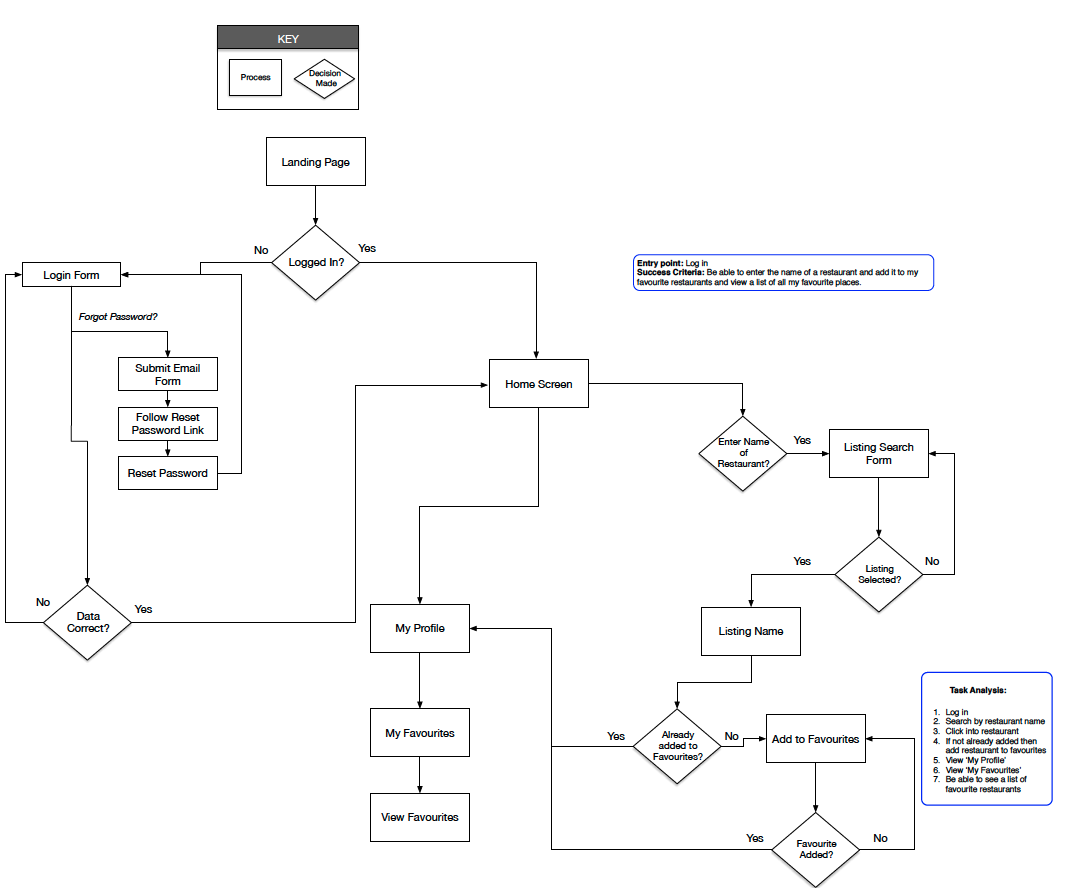 KEY
Process
Decision
Made
Landing Page
No
Yes
Logged In?
Login Form
Entry point: Log in
Success Criteria: Be able to enter the name of a restaurant and add it to my
favourite restaurants and view a list of all my favourite places.
Forgot Password?
Submit Email
Form
Follow Reset
Password Link
Reset Password
Home Screen
Enter Name
of
Restaurant?
Yes
Listing Search
Form
Yes
Listing
Selected?
No
No
Data
Correct?
Yes
My Profile
Listing Name
My Favourites
View Favourites
Yes
Already
added to
Favourites?
No
Add to Favourites
Yes
Favourite
Added?
No
Task Analysis:
1. Log in
2. Search by restaurant name
3. Click into restaurant
4. If not already added then
add restaurant to favourites
5. View 'My Profile'
6. View 'My Favourites'
7. Be able to see a list of
favourite restaurants